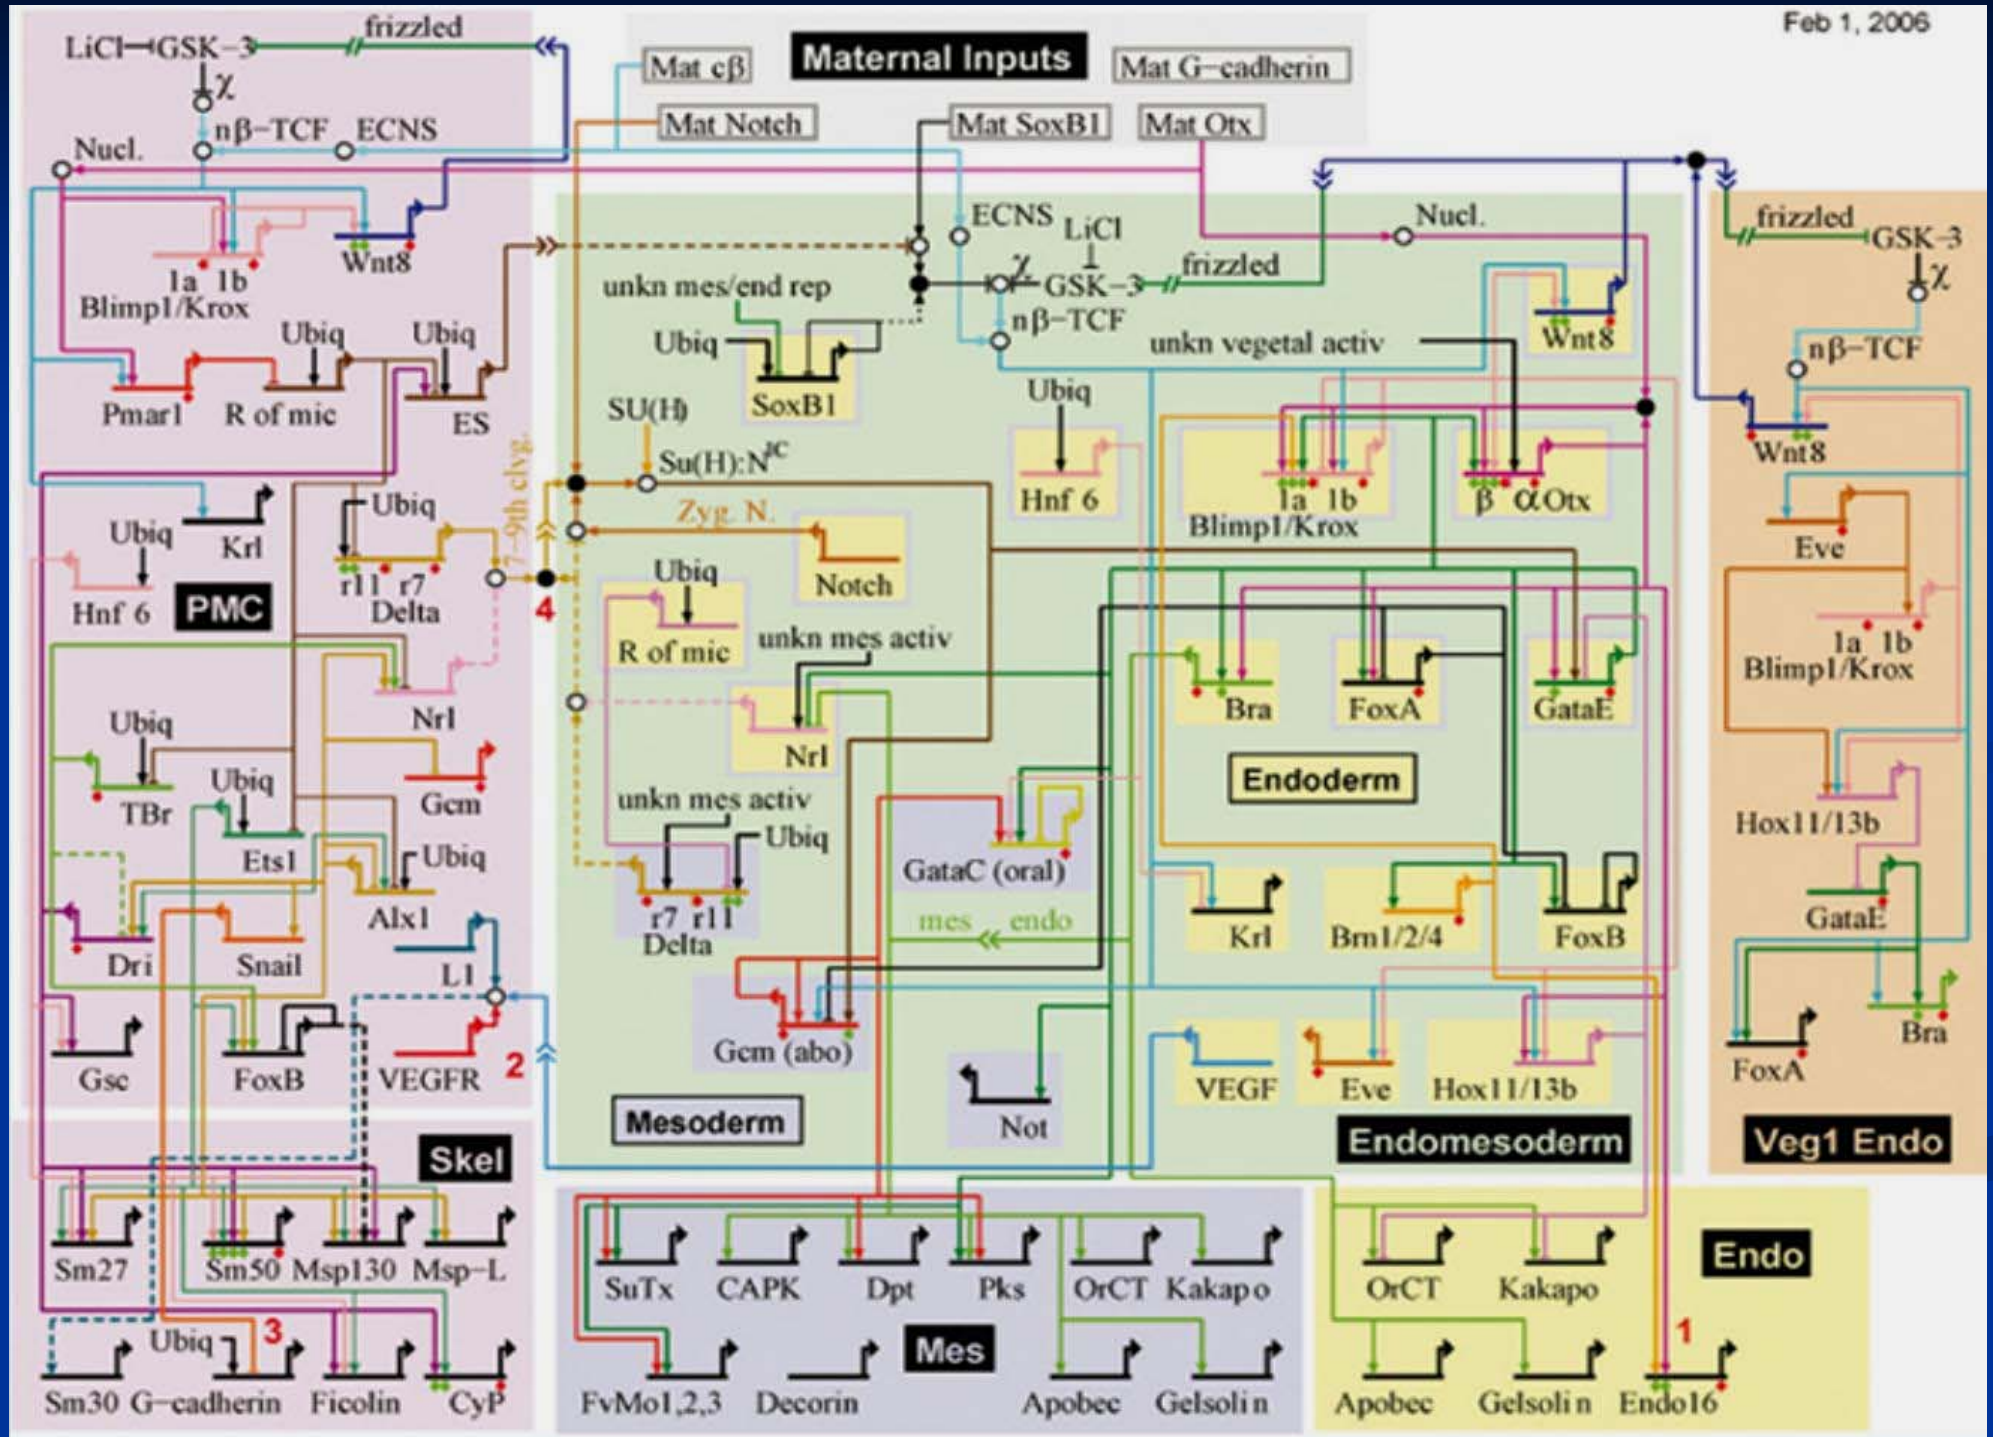 Feb 1, 2006
Maternal Inputs
Mat cβ
Mat G-cadherin
Mat Notch
Mat SoxB1
Mat Otx
LiCl
GSK-3
frizzled
χ
nβ-TCF
ECNS
Nucl.
1a 1b
Blimp1/Krox
Wnt8
Ubiq
Ubiq
Pmar1
R of mic
ES
Krl
Ubiq
r11 r7
Delta
Ubiq
Hnf 6
PMC
Nrl
Ubiq
TBr
Gcm
Ubiq
Ets1
Ubiq
Alx1
Dri
Snail
L1
Gsc
FoxB
VEGFR
2
7-9th clvg.
4
Skel
Sm27
Sm50
Msp130
Msp-L
Ubiq
3
Sm30
G-cadherin
Ficolin
CyP
ECNS
LiCl
χ
GSK-3
frizzled
nβ-TCF
Nucl.
unkn mes/end rep
Ubiq
SoxB1
unkn vegetal activ
Wnt8
SU(H)
Su(H):N^IC
Zyg. N.
Notch
Ubiq
Hnf 6
1a 1b
Blimp1/Krox
β α Otx
Ubiq
R of mic
unkn mes activ
Nrl
Bra
FoxA
GataE
Endoderm
unkn mes activ
Ubiq
r7 r11
Delta
GataC (oral)
mes endo
Krl
Brn1/2/4
FoxB
Gcm (abo)
Not
VEGF
Eve
Hox11/13b
Mesoderm
Endomesoderm
frizzled
GSK-3
χ
nβ-TCF
Wnt8
Eve
1a 1b
Blimp1/Krox
Hox11/13b
GataE
Bra
FoxA
Veg1 Endo
SuTx
CAPK
Dpt
Pks
OrCT
Kakapo
Mes
FvMo1,2,3
Decorin
Apobec
Gelsolin
OrCT
Kakapo
Endo
1
Apobec
Gelsolin
Endo16